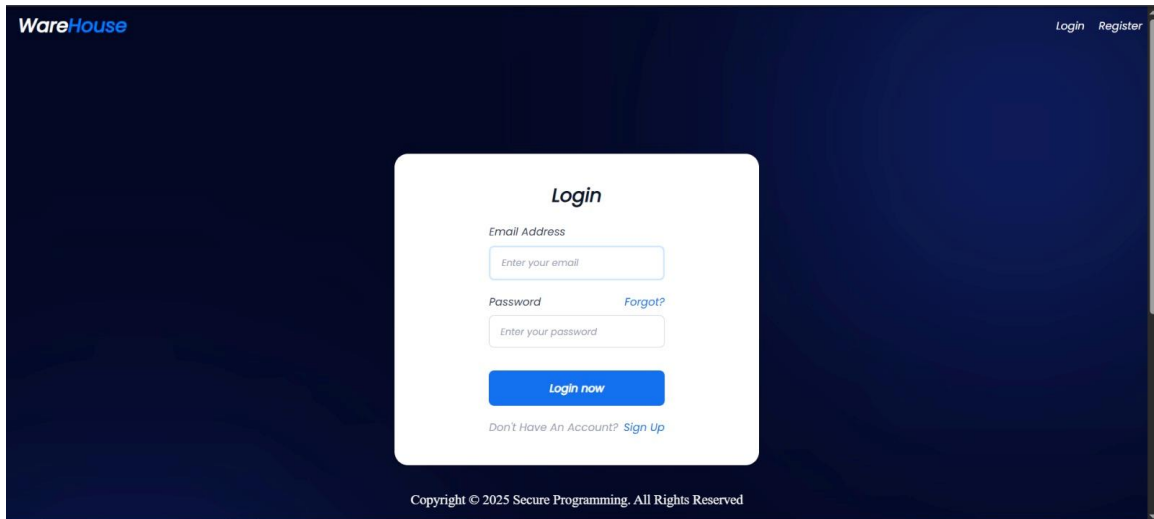 WareHouse
Login Register
Login
Email Address
Enter your email
Password Forgot?
Enter your password
Login now
Don't Have An Account? Sign Up
Copyright © 2025 Secure Programming. All Rights Reserved